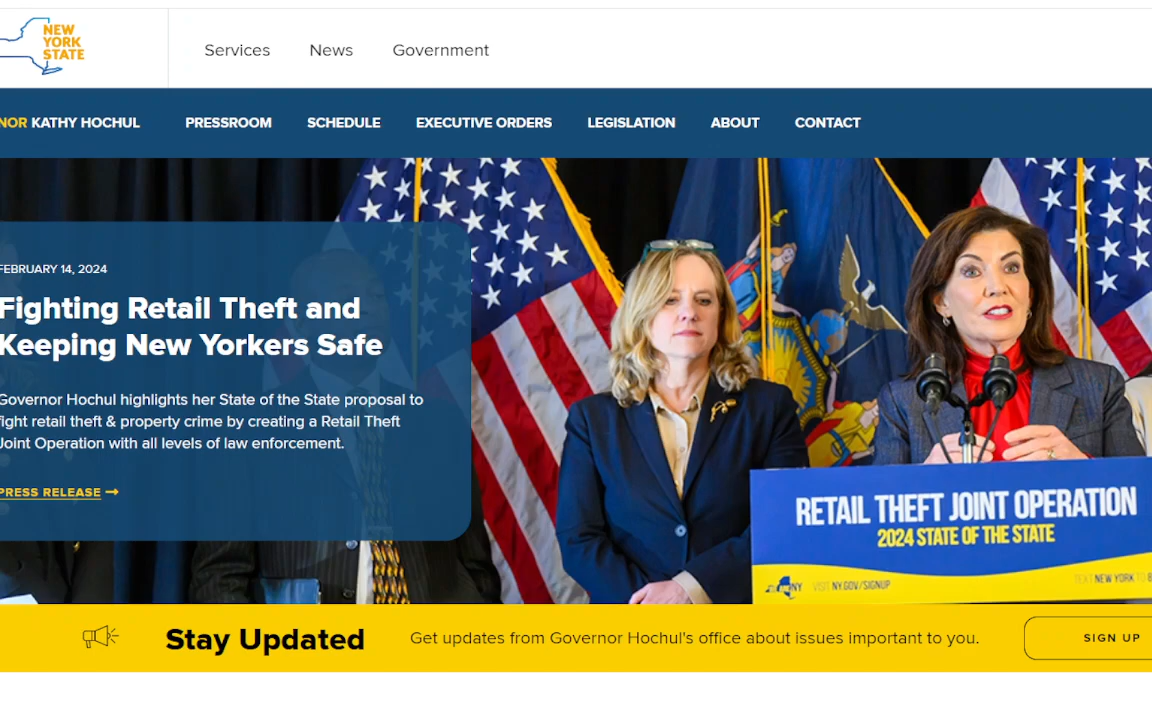 NEW
YORK
STATE
Services News Government
NOR KATHY HOCHUL PRESSROOM SCHEDULE EXECUTIVE ORDERS LEGISLATION ABOUT CONTACT
FEBRUARY 14, 2024
Fighting Retail Theft and
Keeping New Yorkers Safe
Governor Hochul highlights her State of the State proposal to
fight retail theft & property crime by creating a Retail Theft
Joint Operation with all levels of law enforcement.
PRESS RELEASE
RETAIL THEFT JOINT OPERATION
2024 STATE OF THE STATE
NY VISIT NY.GOV/SIGNUP TEXT NEW YORK TO
Stay Updated Get updates from Governor Hochul's office about issues important to you. SIGN UP